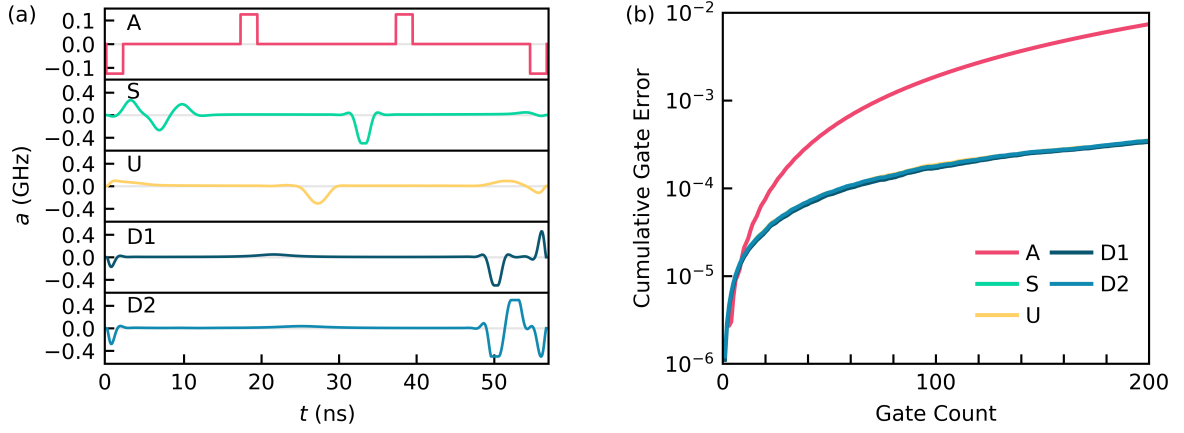 (a)
a (GHz)
0.1
0.0
−0.1
A
0.4
0.0
−0.4
S
0.4
0.0
−0.4
U
0.4
0.0
−0.4
D1
0.4
0.0
−0.4
D2
0 10 20 30 40 50
t (ns)
(b)
Cumulative Gate Error
10−2
10−3
10−4
10−5
10−6
A D1
S D2
U
0 100 200
Gate Count